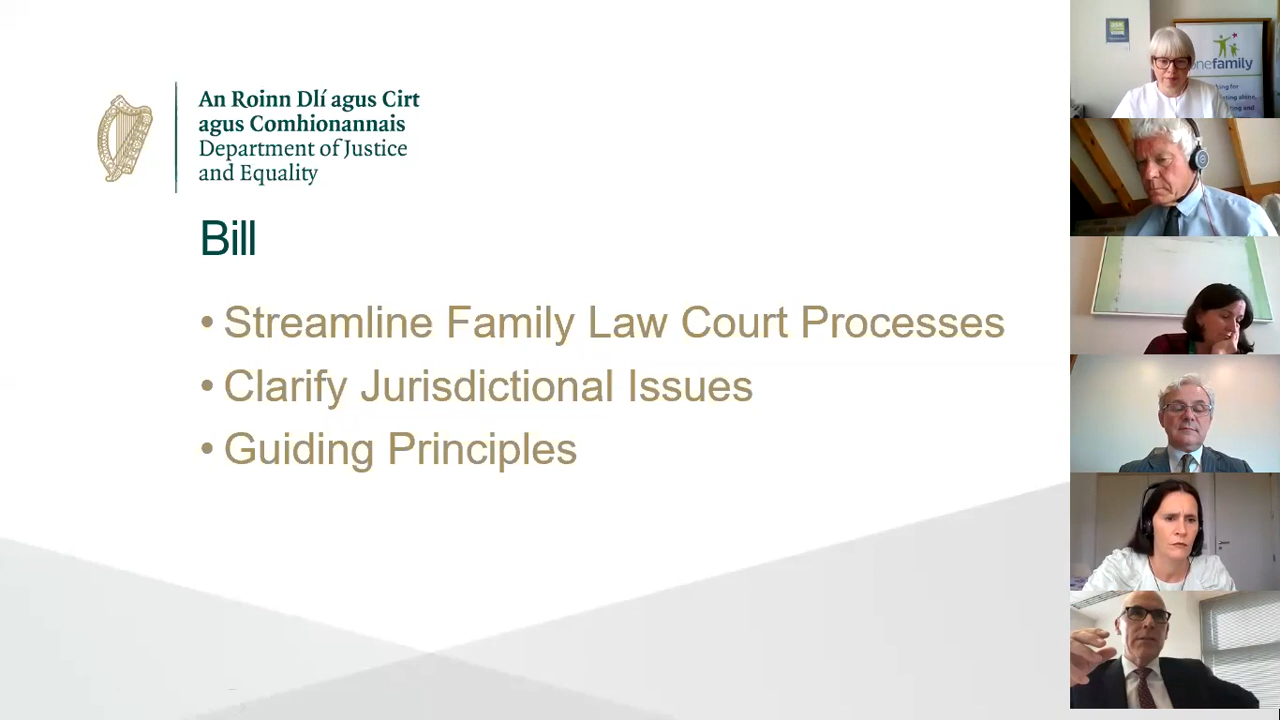 An Roinn Dlí agus Cirt
agus Comhionannais
Department of Justice
and Equality
Bill
• Streamline Family Law Court Processes
• Clarify Jurisdictional Issues
• Guiding Principles
onefamily